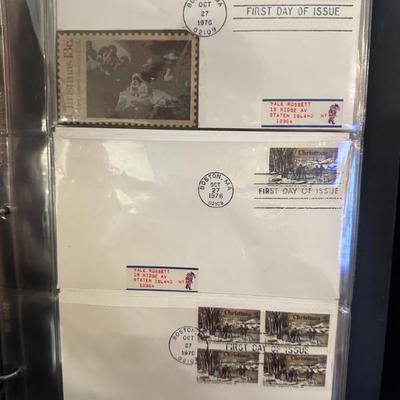 BOSTON, MA
OCT
27
1976
02109
FIRST DAY OF ISSUE
Christmas 13c
YALE ROSSETT
19 RIDGE AV
STATEN ISLAND NY
10304
BOSTON, MA
OCT
27
1976
02109
Christmas
FIRST DAY OF ISSUE
YALE ROSSETT
19 RIDGE AV
STATEN ISLAND NY
10304
BOSTON, MA
OCT
27
1976
02109
Christmas
Christmas
FIRST DAY OF ISSUE
Christmas
Christmas